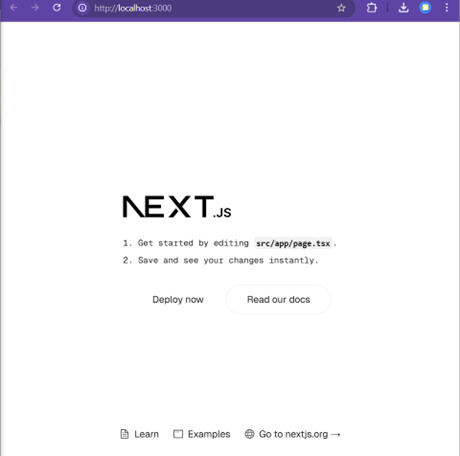 http://localhost:3000
NEXT.JS
1. Get started by editing src/app/page.tsx.
2. Save and see your changes instantly.
Deploy now
Read our docs
Learn
Examples
Go to nextjs.org →